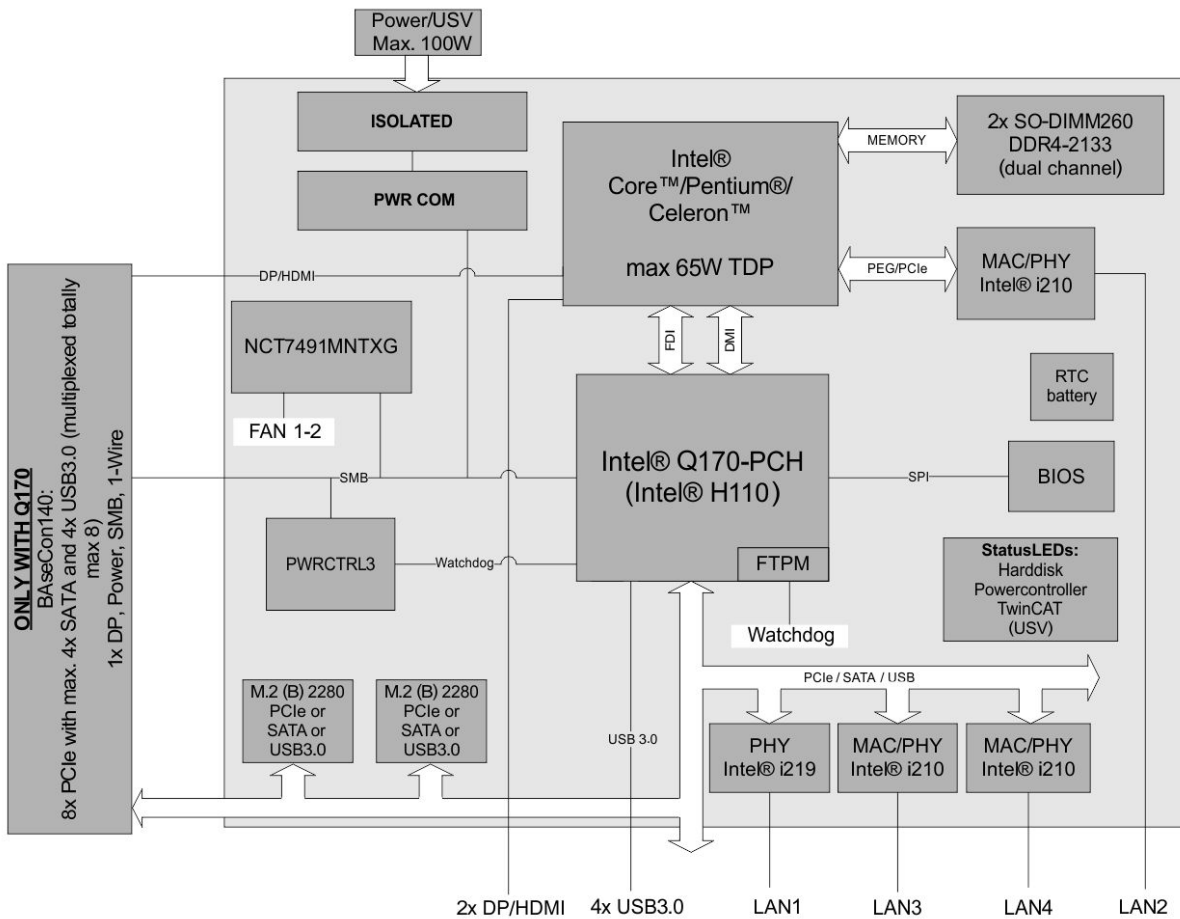 Power/USV
Max. 100W
ISOLATED
PWR COM
Intel®
Core™/Pentium®/
Celeron™
max 65W TDP
MEMORY
2x SO-DIMM260
DDR4-2133
(dual channel)
DP/HDMI
PEG/PCIe
MAC/PHY
Intel® i210
NCT7491MNTXG
FAN 1-2
FDI
DMI
RTC
battery
ONLY WITH Q170
BAseCon140:
8x PCIe with max. 4x SATA and 4x USB3.0 (multiplexed totally
max 8)
1x DP, Power, SMB, 1-Wire
SMB
Intel® Q170-PCH
(Intel® H110)
SPI
BIOS
PWRCTRL3
Watchdog
FTPM
Watchdog
StatusLEDs:
Harddisk
Powercontroller
TwinCAT
(USV)
PCIe / SATA / USB
M.2 (B) 2280
PCIe or
SATA or
USB3.0
M.2 (B) 2280
PCIe or
SATA or
USB3.0
USB 3.0
PHY
Intel® i219
MAC/PHY
Intel® i210
MAC/PHY
Intel® i210
2x DP/HDMI
4x USB3.0
LAN1
LAN3
LAN4
LAN2